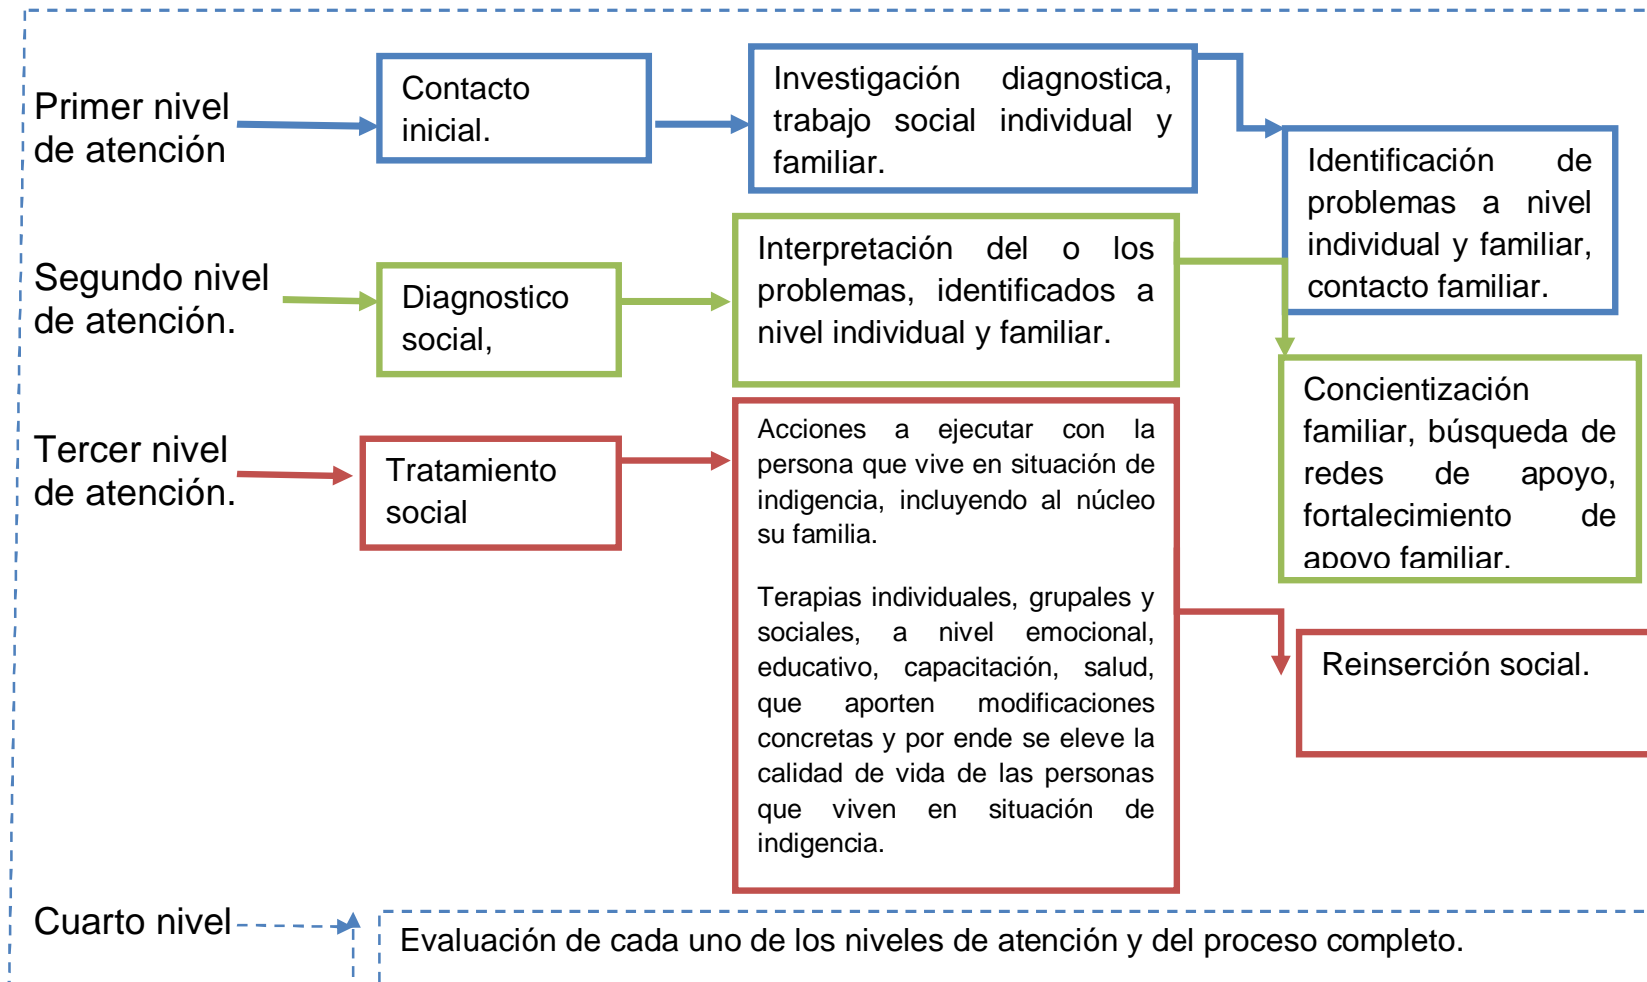 Primer nivel
de atención
Contacto
inicial.
Investigación diagnostica,
trabajo social individual y
familiar.
Identificación de
problemas a nivel
individual y familiar,
contacto familiar.
Segundo nivel
de atención.
Diagnostico
social,
Interpretación del o los
problemas, identificados a
nivel individual y familiar.
Concientización
familiar, búsqueda de
redes de apoyo,
fortalecimiento de
apoyo familiar.
Tercer nivel
de atención.
Tratamiento
social
Acciones a ejecutar con la
persona que vive en situación de
indigencia, incluyendo al núcleo
su familia.
Terapias individuales, grupales y
sociales, a nivel emocional,
educativo, capacitación, salud,
que aporten modificaciones
concretas y por ende se eleve la
calidad de vida de las personas
que viven en situación de
indigencia.
Reinserción social.
Cuarto nivel
Evaluación de cada uno de los niveles de atención y del proceso completo.